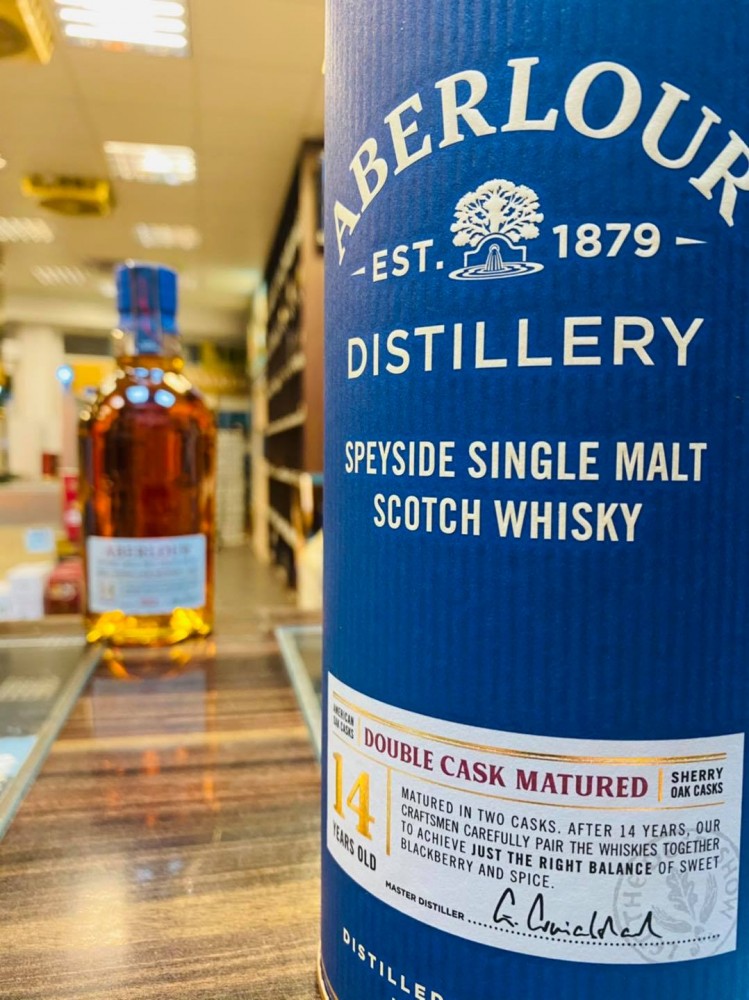 ABERLOUR
EST. 1879
DISTILLERY
SPEYSIDE SINGLE MALT
SCOTCH WHISKY
AMERICAN
OAK CASKS
DOUBLE CASK MATURED
SHERRY
OAK CASKS
14
YEARS OLD
MATURED IN TWO CASKS. AFTER 14 YEARS, OUR
CRAFTSMEN CAREFULLY PAIR THE WHISKIES TOGETHER
TO ACHIEVE JUST THE RIGHT BALANCE OF SWEET
BLACKBERRY AND SPICE.
MASTER DISTILLER
DISTILLED
ABERLOUR
14